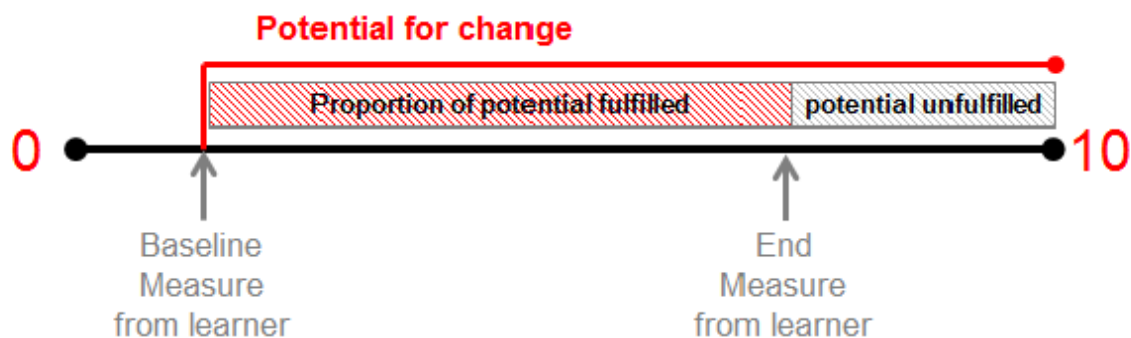 Potential for change
Proportion of potential fulfilled
potential unfulfilled
0
10
Baseline
Measure
from learner
End
Measure
from learner